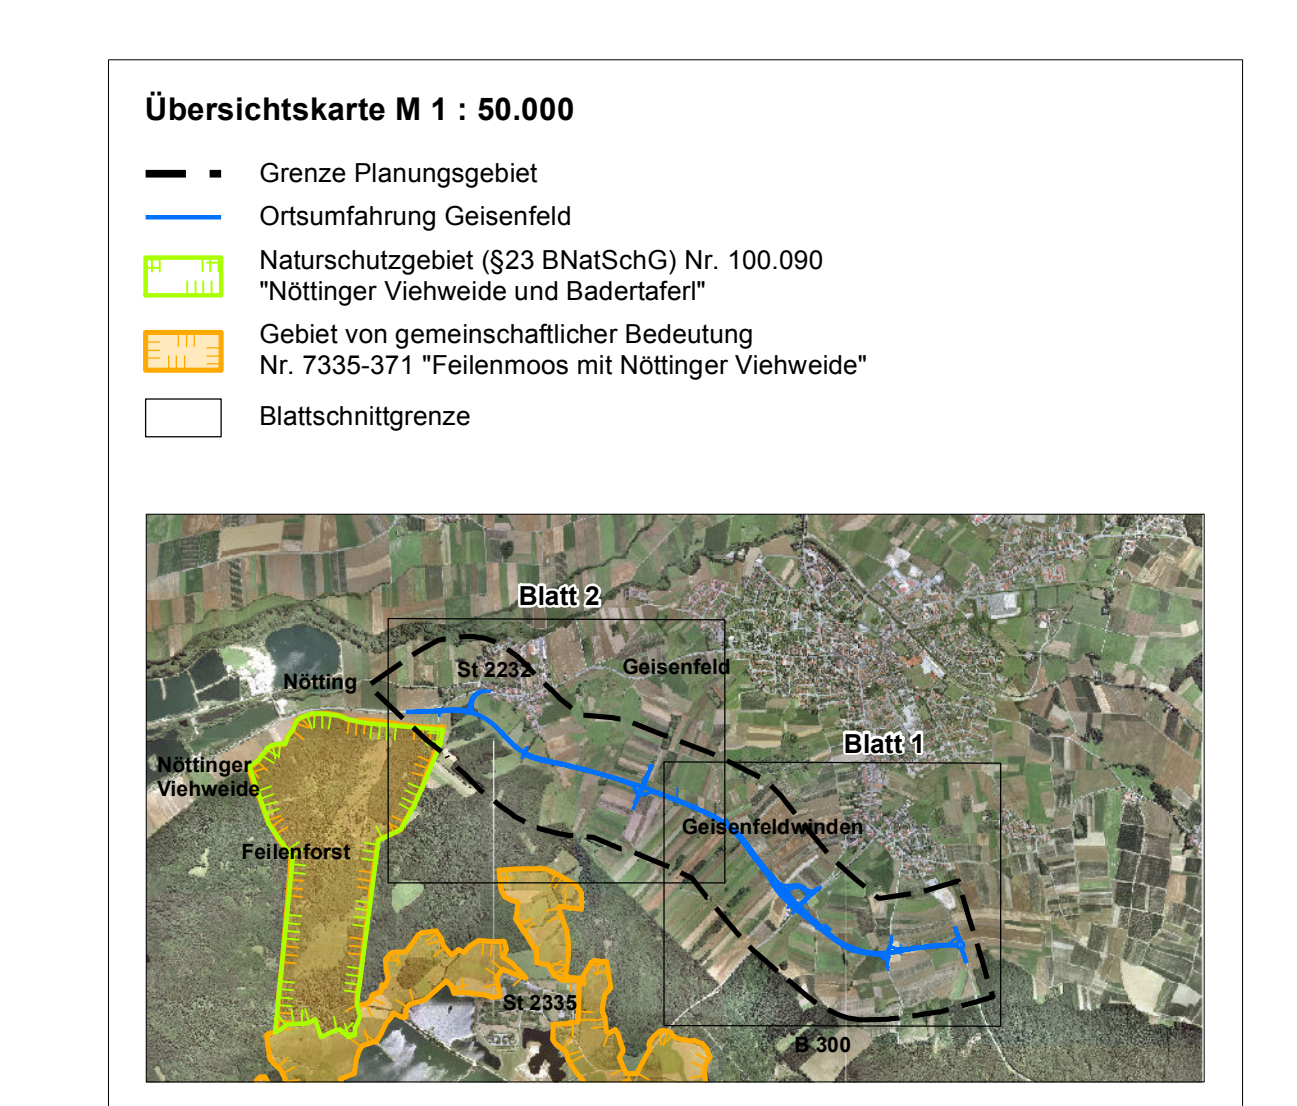 Übersichtskarte M 1 : 50.000
Grenze Planungsgebiet
Ortsumfahrung Geisenfeld
Naturschutzgebiet (§23 BNatSchG) Nr. 100.090
"Nöttinger Viehweide und Badertaferl"
Gebiet von gemeinschaftlicher Bedeutung
Nr. 7335-371 "Feilenmoos mit Nöttinger Viehweide"
Blattschnittgrenze
Blatt 2
St 2232
Geisenfeld
Nötting
Blatt 1
Nöttinger
Viehweide
Geisenfeldwinden
Feilenforst
St 2335
B 300